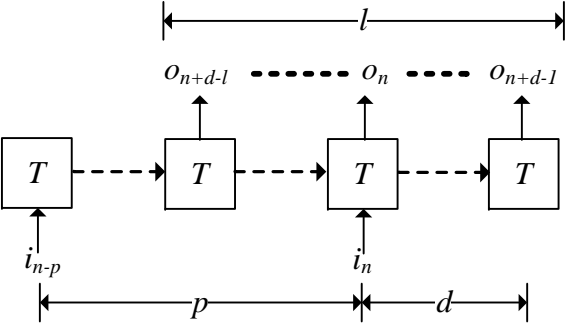 l
o_{n+d-l} o_n o_{n+d-1}
T T T T
i_{n-p} i_n
p d